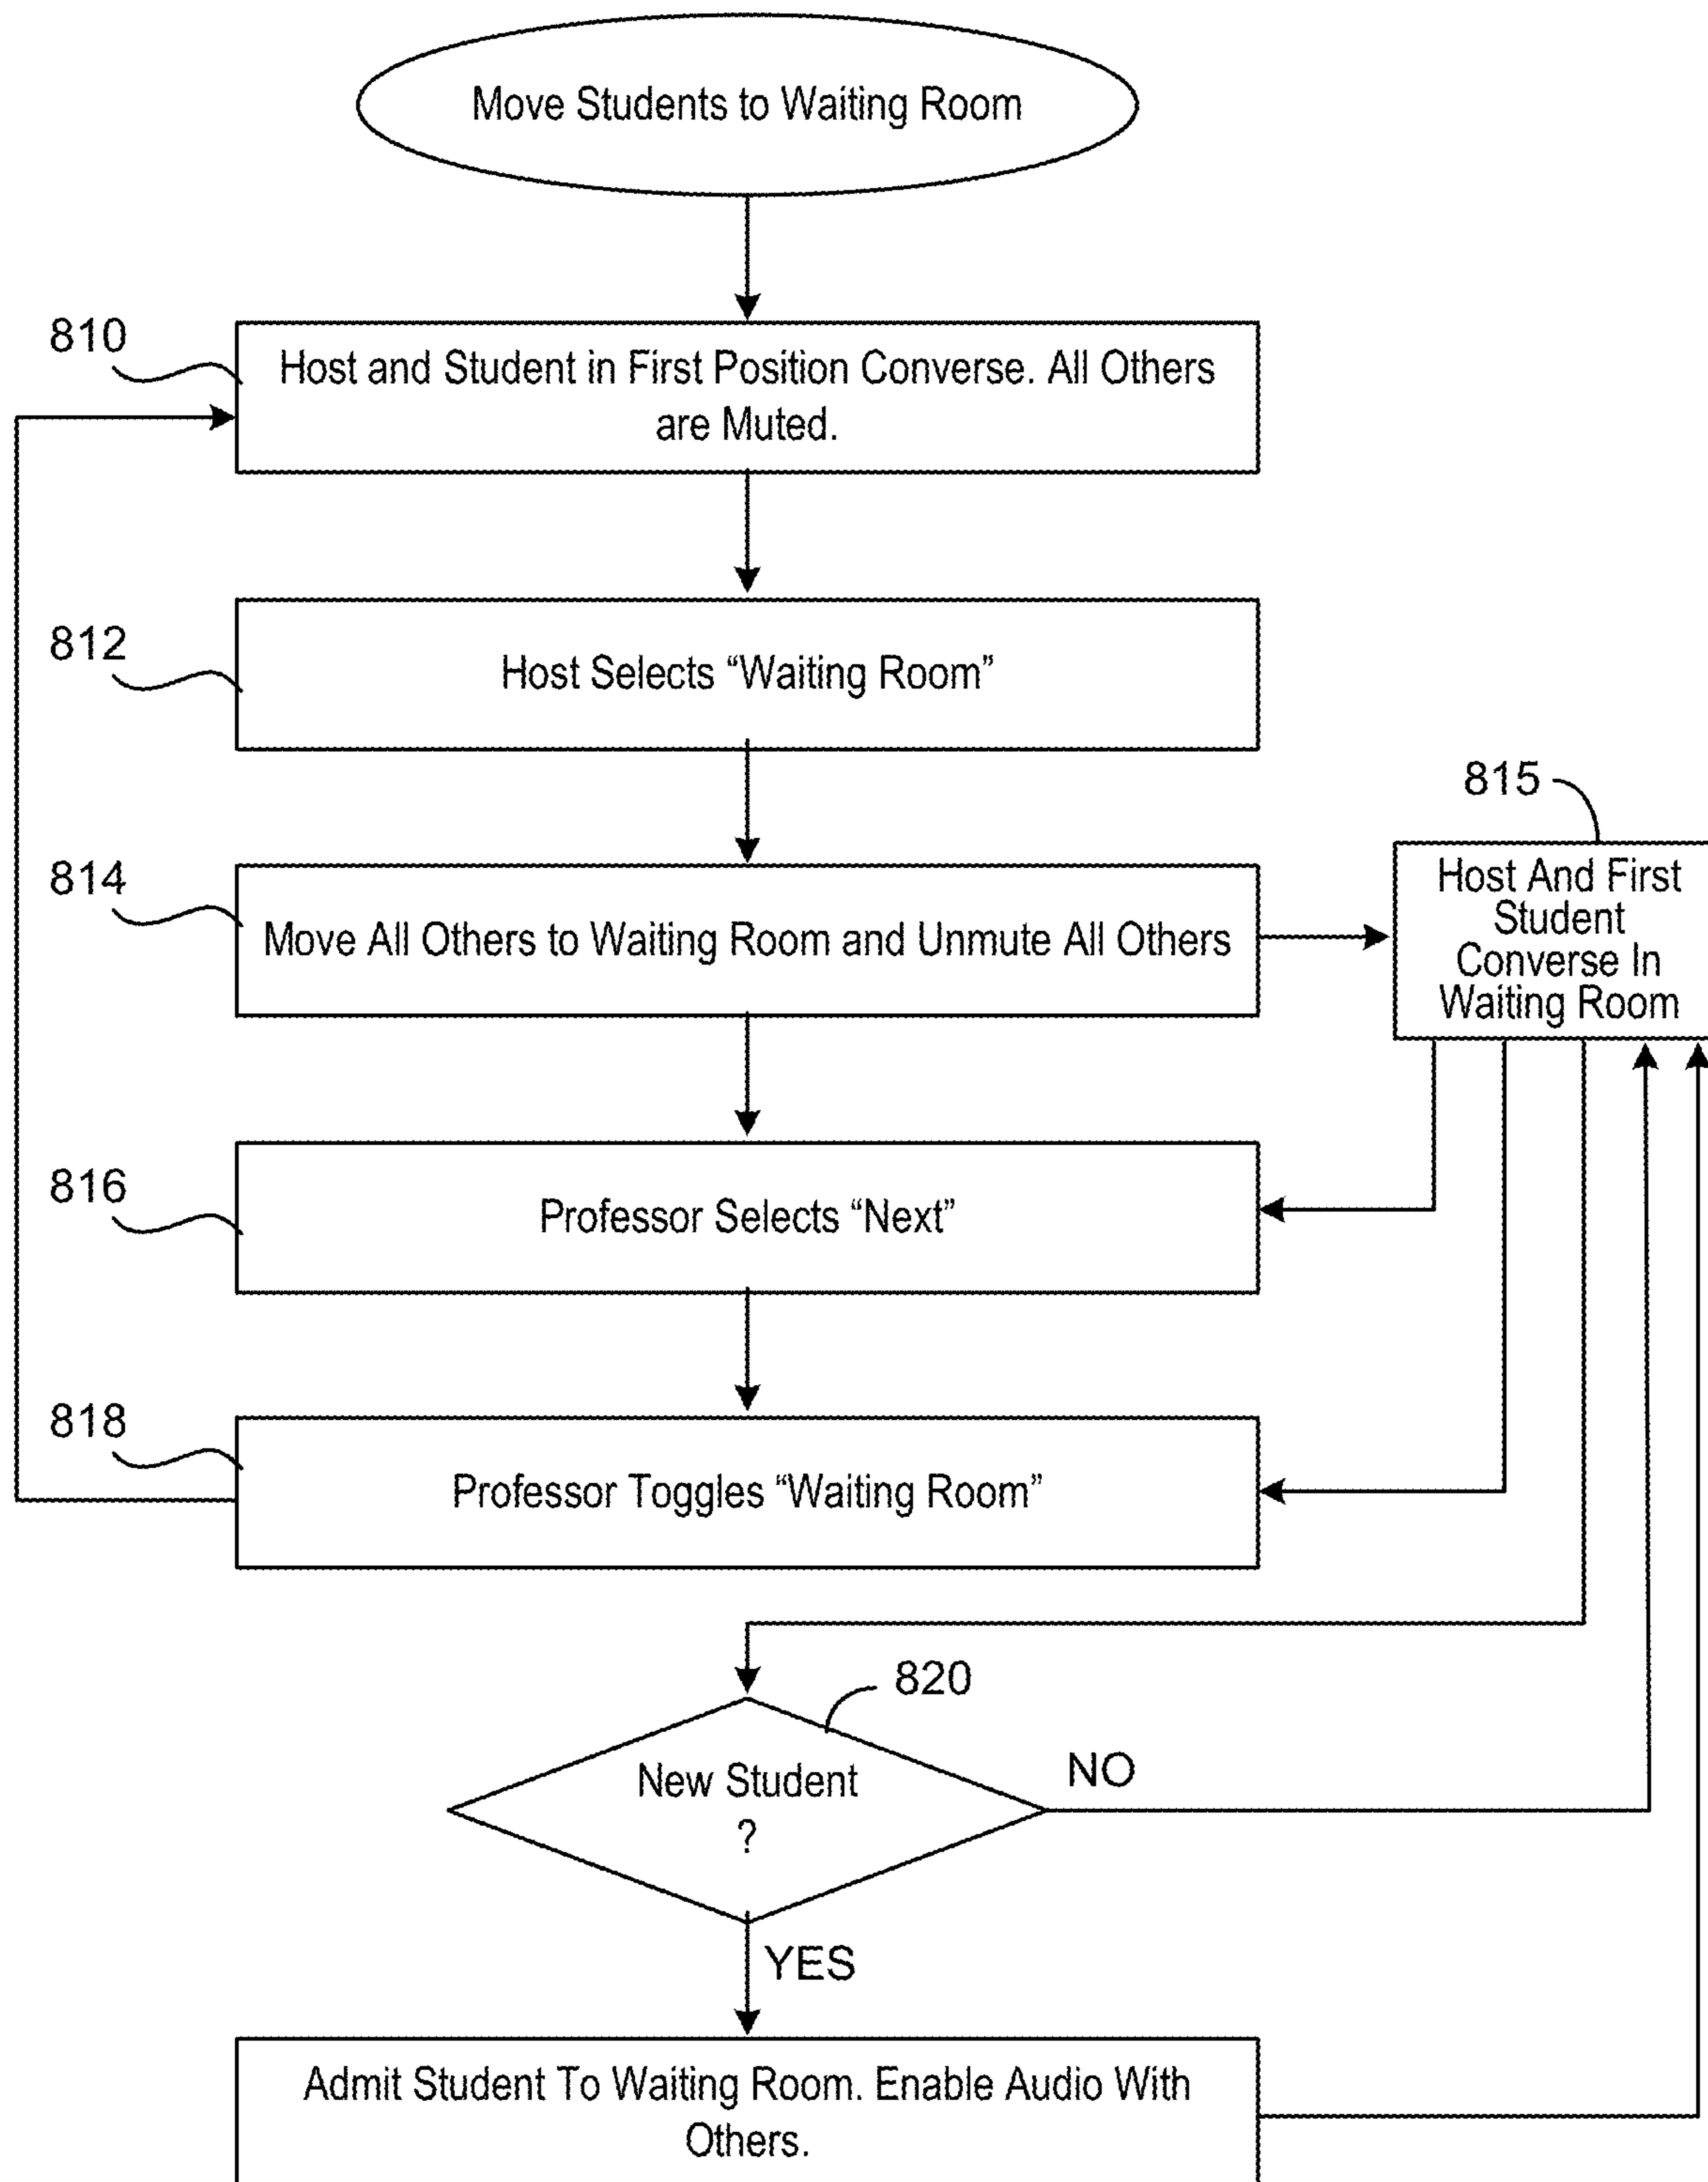 Move Students to Waiting Room
810
Host and Student in First Position Converse. All Others
are Muted.
812
Host Selects “Waiting Room”
815
814
Move All Others to Waiting Room and Unmute All Others
Host And First
Student
Converse In
Waiting Room
816
Professor Selects “Next”
818
Professor Toggles “Waiting Room”
820
New Student
?
NO
YES
Admit Student To Waiting Room. Enable Audio With
Others.